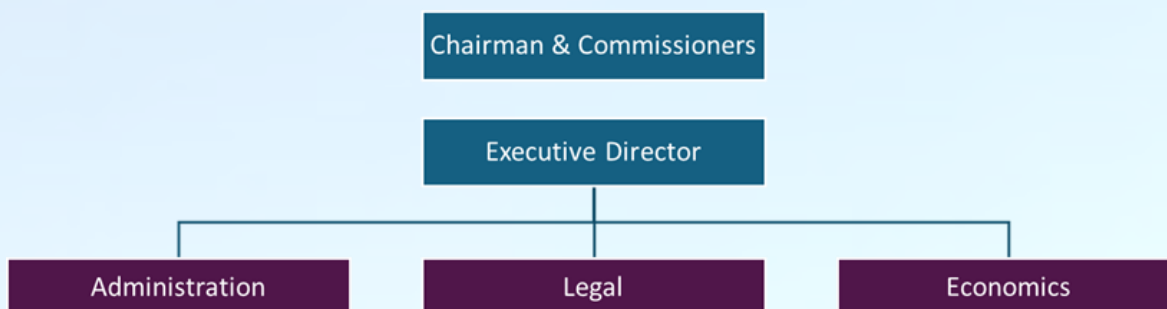 Chairman & Commissioners
Executive Director
Administration
Legal
Economics